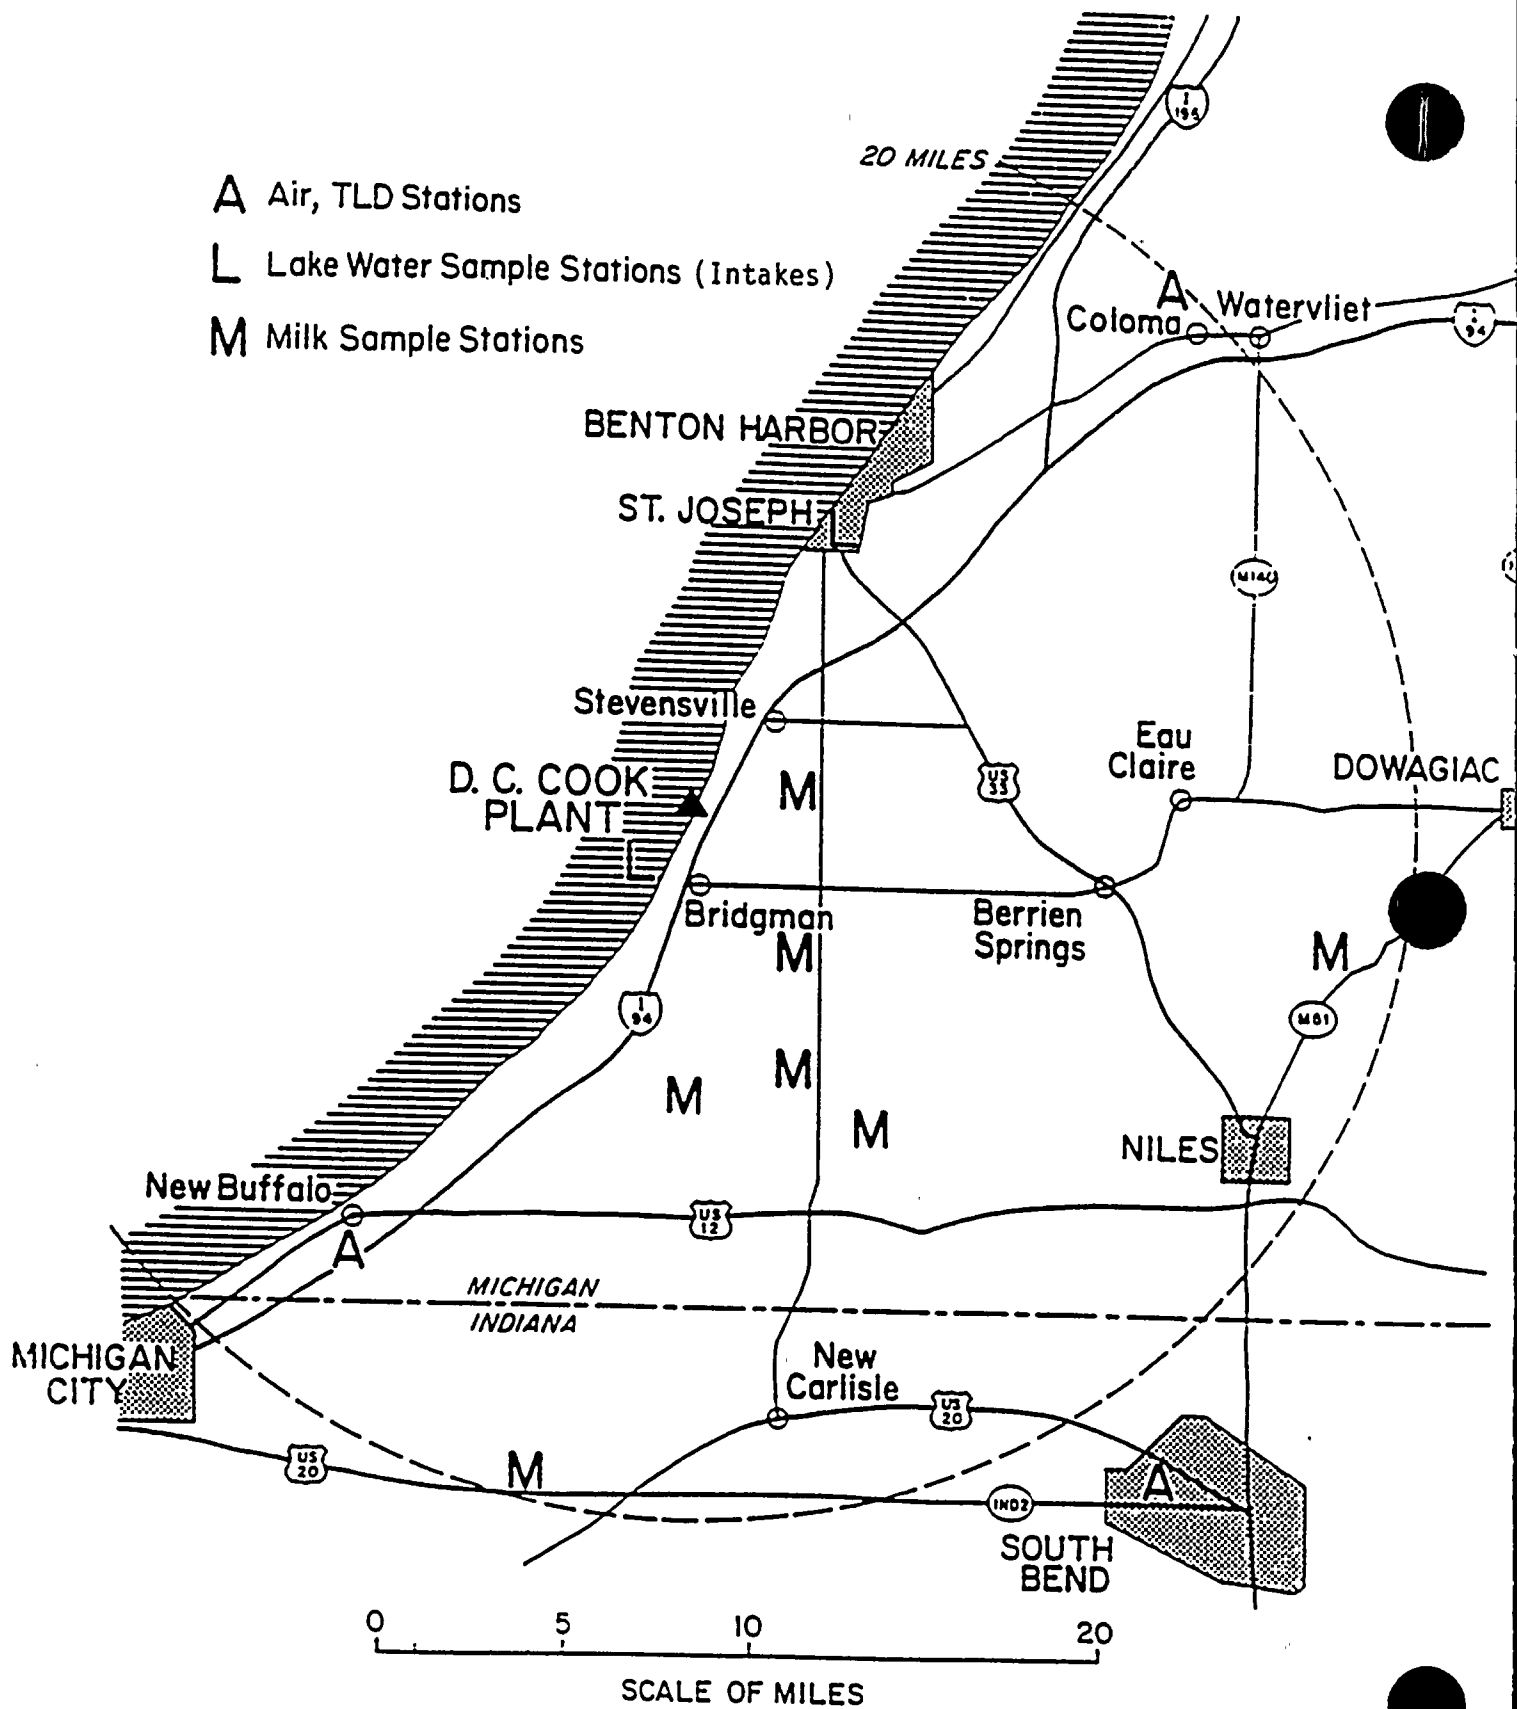 I
196
20 MILES
A Air, TLD Stations
L Lake Water Sample Stations (Intakes)
M Milk Sample Stations
A
Coloma
Watervliet
I
94
BENTON HARBOR
ST. JOSEPH
L
M140
Stevensville
D. C. COOK
PLANT
M
US
33
Eau
Claire
DOWAGIAC
L
Bridgman
Berrien
Springs
M
M
I
94
M51
M
M
M
NILES
New Buffalo
A
US
12
MICHIGAN
INDIANA
MICHIGAN
CITY
New
Carlisle
US
20
US
20
M
A
IND2
SOUTH
BEND
0 5 10 20
SCALE OF MILES